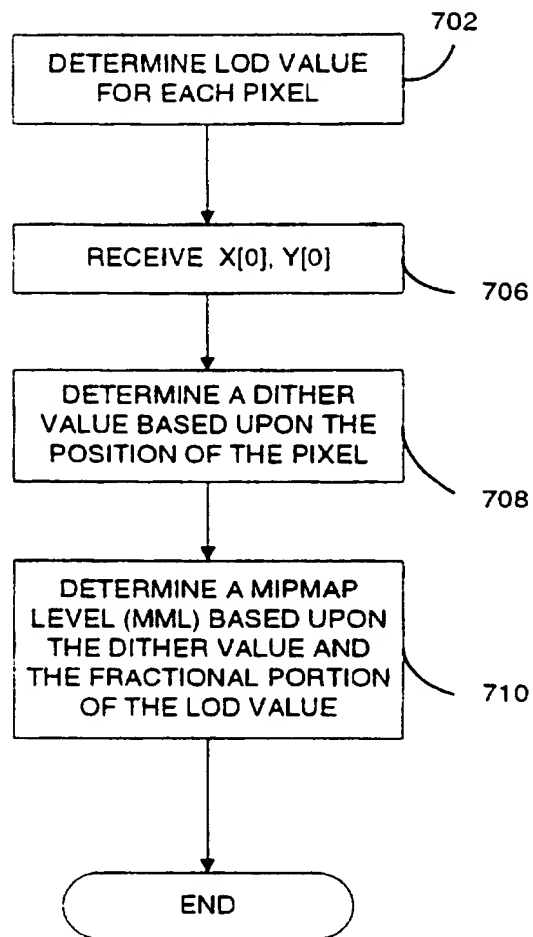 702
DETERMINE LOD VALUE
FOR EACH PIXEL
RECEIVE X[0], Y[0]
706
DETERMINE A DITHER
VALUE BASED UPON THE
POSITION OF THE PIXEL
708
DETERMINE A MIPMAP
LEVEL (MML) BASED UPON
THE DITHER VALUE AND
THE FRACTIONAL PORTION
OF THE LOD VALUE
710
END